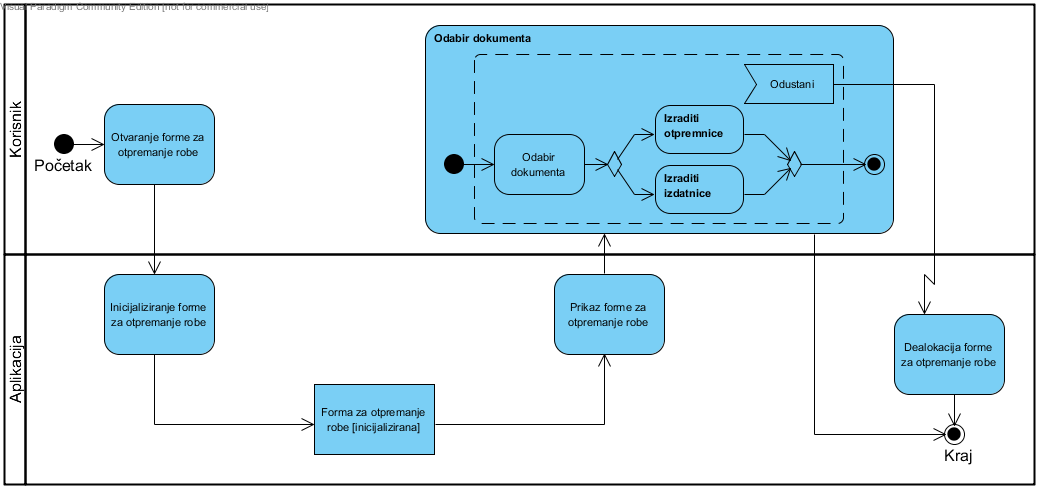 Visual Paradigm Community Edition [not for commercial use]
Korisnik
Početak
Otvaranje forme za
otpremanje robe
Odabir dokumenta
Odustani
Odabir
dokumenta
Izraditi
otpremnice
Izraditi
izdatnice
Aplikacija
Inicijaliziranje forme
za otpremanje robe
Forma za otpremanje
robe [inicijalizirana]
Prikaz forme za
otpremanje robe
Dealokacija forme
za otpremanje robe
Kraj